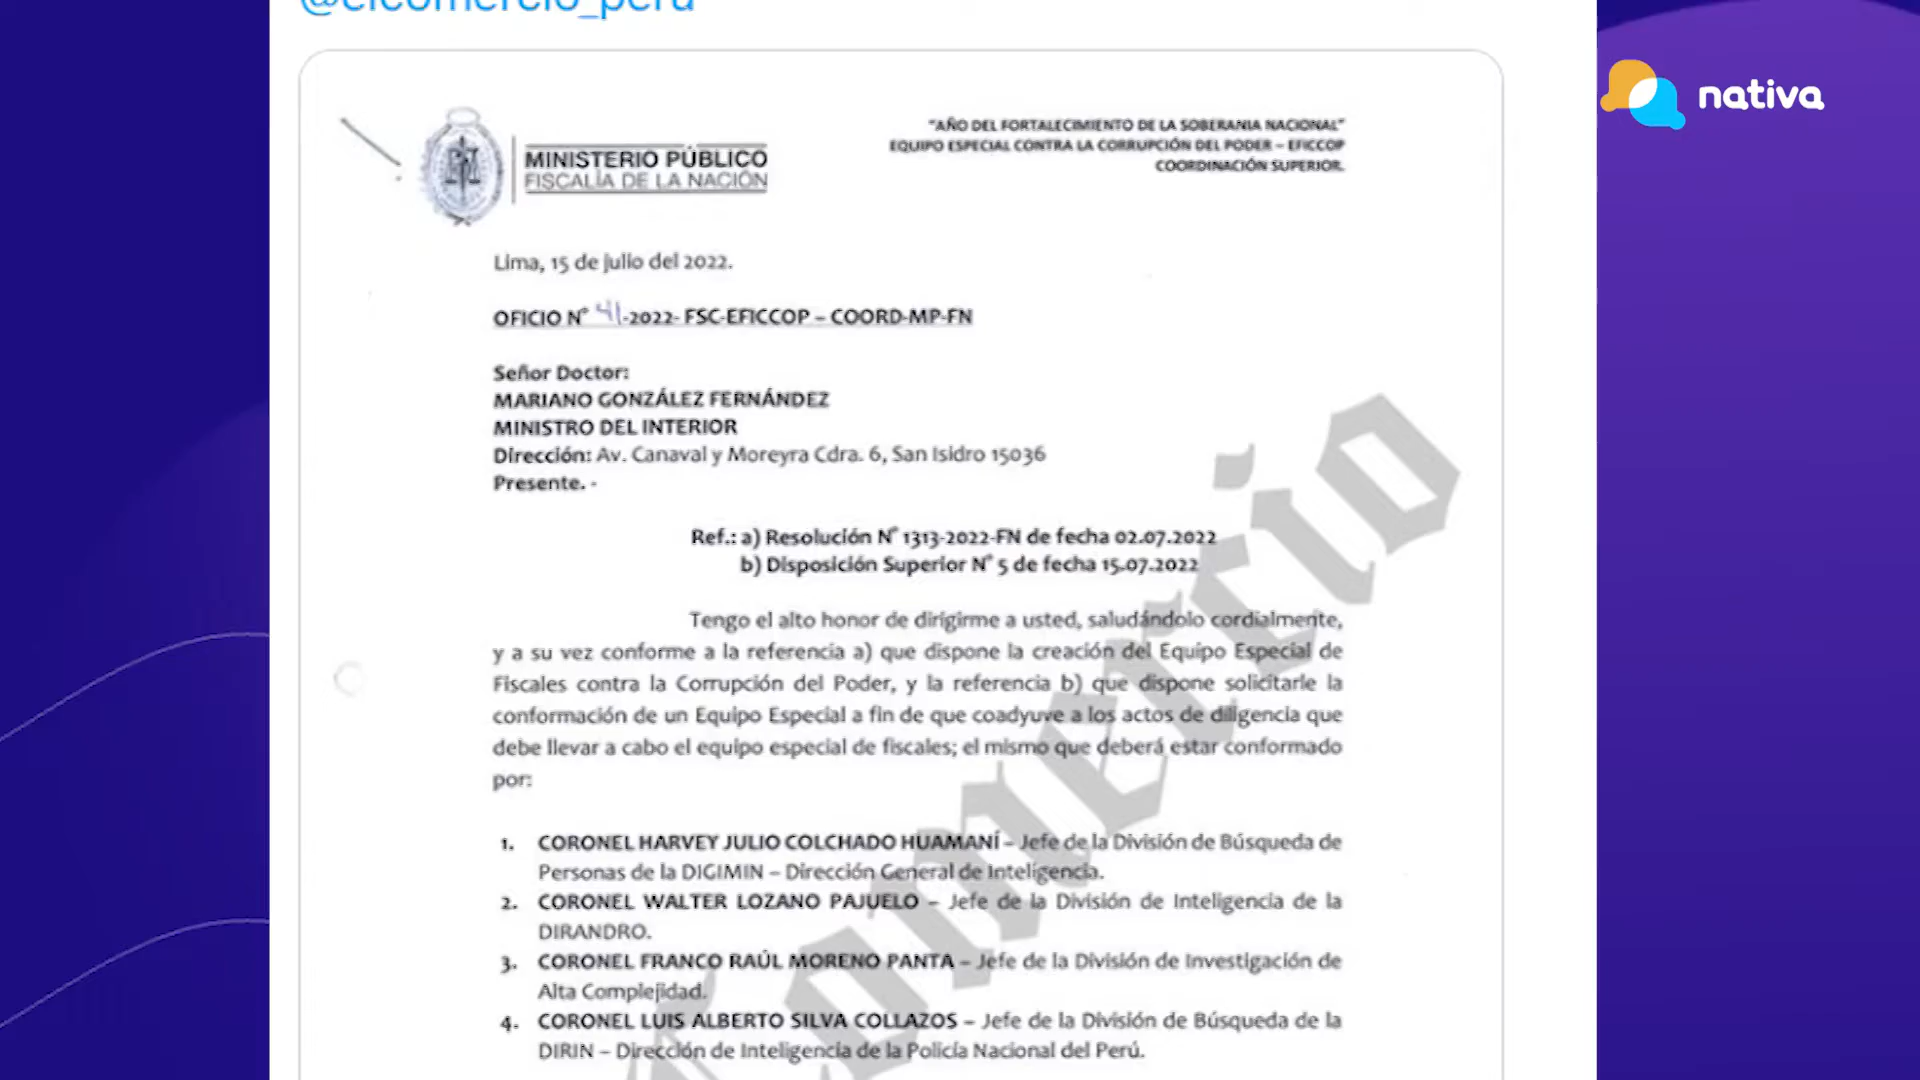 @elcomercio_peru
nativa
"AÑO DEL FORTALECIMIENTO DE LA SOBERANIA NACIONAL"
EQUIPO ESPECIAL CONTRA LA CORRUPCIÓN DEL PODER – EFICCOP
COORDINACIÓN SUPERIOR.
MINISTERIO PÚBLICO
FISCALÍA DE LA NACIÓN
Lima, 15 de julio del 2022.
OFICIO N° 41-2022- FSC-EFICCOP – COORD-MP-FN
Señor Doctor:
MARIANO GONZÁLEZ FERNÁNDEZ
MINISTRO DEL INTERIOR
Dirección: Av. Canaval y Moreyra Cdra. 6, San Isidro 15036
Presente. -
Ref.: a) Resolución N° 1313-2022-FN de fecha 02.07.2022
b) Disposición Superior N° 5 de fecha 15.07.2022
Tengo el alto honor de dirigirme a usted, saludándolo cordialmente,
y a su vez conforme a la referencia a) que dispone la creación del Equipo Especial de
Fiscales contra la Corrupción del Poder, y la referencia b) que dispone solicitarle la
conformación de un Equipo Especial a fin de que coadyuve a los actos de diligencia que
debe llevar a cabo el equipo especial de fiscales; el mismo que deberá estar conformado
por:
1. CORONEL HARVEY JULIO COLCHADO HUAMANÍ – Jefe de la División de Búsqueda de
Personas de la DIGIMIN – Dirección General de Inteligencia.
2. CORONEL WALTER LOZANO PAJUELO – Jefe de la División de Inteligencia de la
DIRANDRO.
3. CORONEL FRANCO RAÚL MORENO PANTA – Jefe de la División de Investigación de
Alta Complejidad.
4. CORONEL LUIS ALBERTO SILVA COLLAZOS – Jefe de la División de Búsqueda de la
DIRIN – Dirección de Inteligencia de la Policía Nacional del Perú.
Comercio